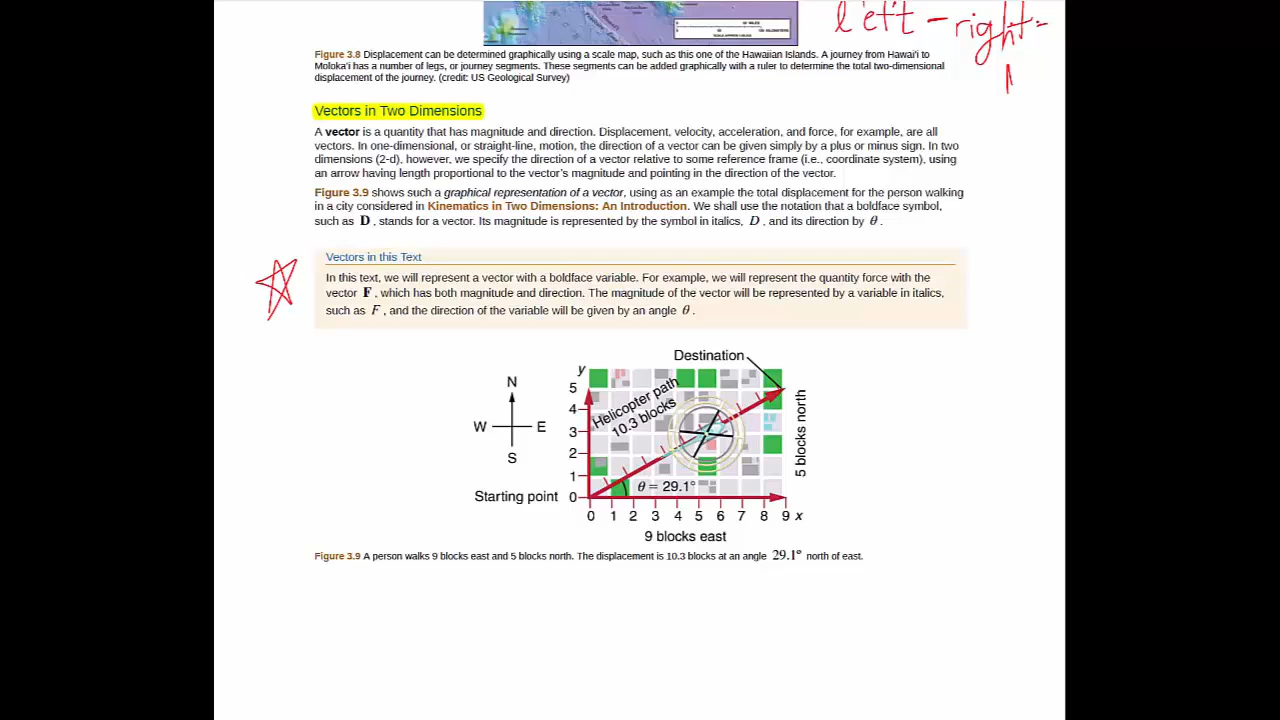 left - right
Figure 3.8 Displacement can be determined graphically using a scale map, such as this one of the Hawaiian Islands. A journey from Hawai'i to
Moloka'i has a number of legs, or journey segments. These segments can be added graphically with a ruler to determine the total two-dimensional
displacement of the journey. (credit: US Geological Survey)
Vectors in Two Dimensions
A vector is a quantity that has magnitude and direction. Displacement, velocity, acceleration, and force, for example, are all
vectors. In one-dimensional, or straight-line, motion, the direction of a vector can be given simply by a plus or minus sign. In two
dimensions (2-d), however, we specify the direction of a vector relative to some reference frame (i.e., coordinate system), using
an arrow having length proportional to the vector's magnitude and pointing in the direction of the vector.
Figure 3.9 shows such a graphical representation of a vector, using as an example the total displacement for the person walking
in a city considered in Kinematics in Two Dimensions: An Introduction. We shall use the notation that a boldface symbol,
such as D , stands for a vector. Its magnitude is represented by the symbol in italics, D , and its direction by θ .
Vectors in this Text
In this text, we will represent a vector with a boldface variable. For example, we will represent the quantity force with the
vector F , which has both magnitude and direction. The magnitude of the vector will be represented by a variable in italics,
such as F , and the direction of the variable will be given by an angle θ .
Destination
y
N
W E
S
5
4
3
2
1
0
Helicopter path
10.3 blocks
5 blocks north
θ = 29.1°
Starting point
0 1 2 3 4 5 6 7 8 9 x
9 blocks east
Figure 3.9 A person walks 9 blocks east and 5 blocks north. The displacement is 10.3 blocks at an angle 29.1º north of east.